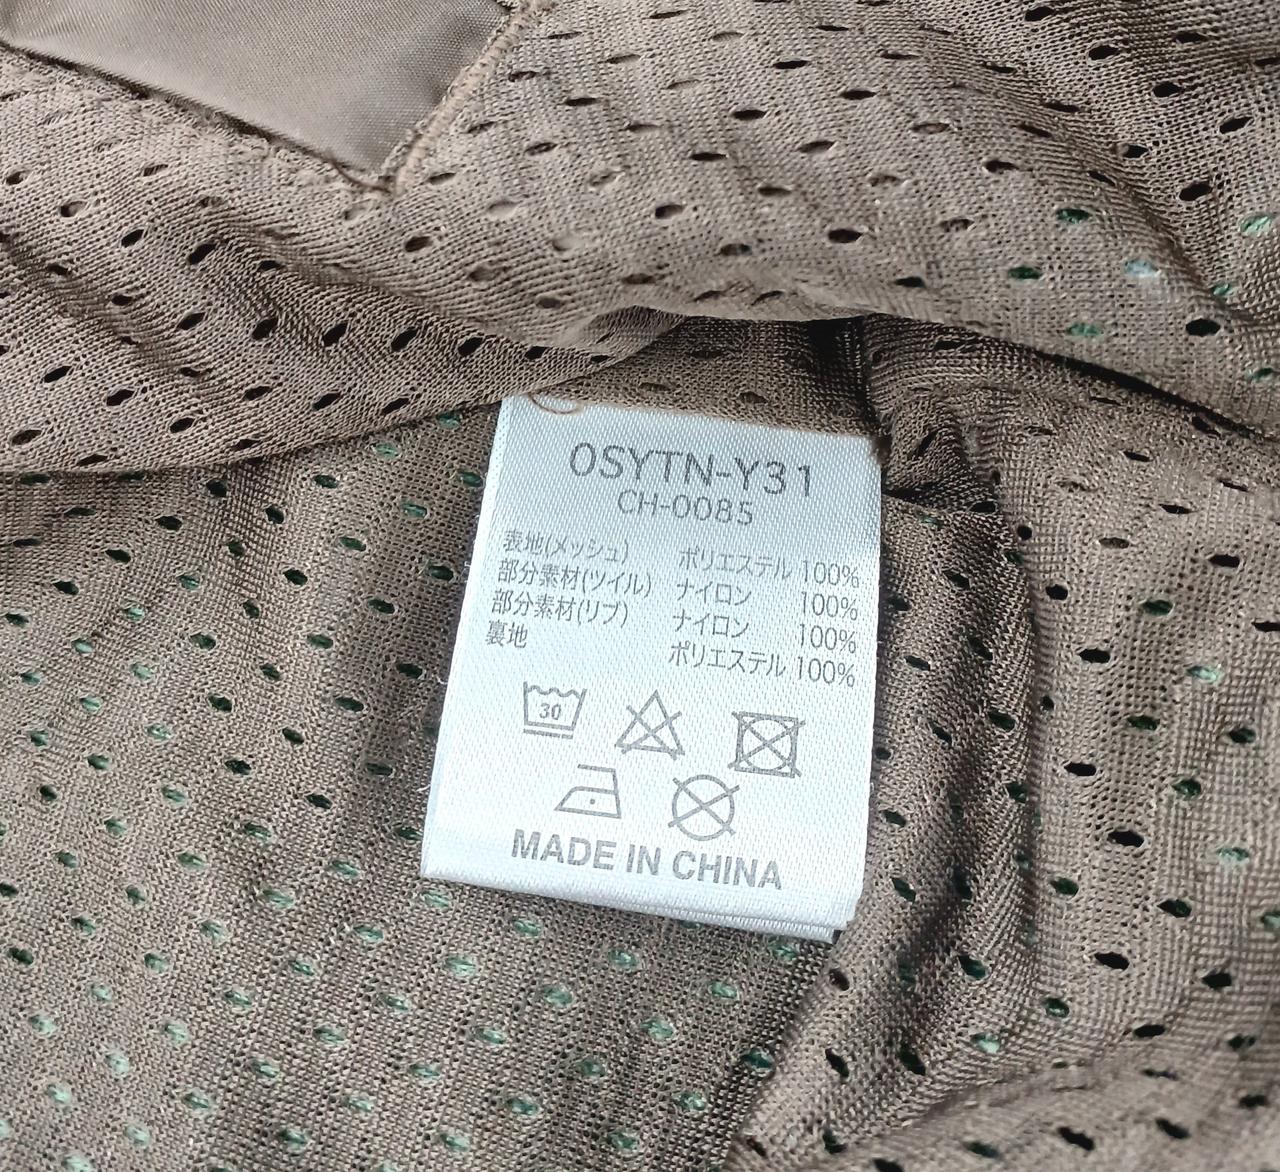 OSYTN-Y31
CH-0085
表地(メッシュ) ポリエステル 100%
部分素材(ツイル) ナイロン 100%
部分素材(リブ) ナイロン 100%
裏地 ポリエステル 100%
30
MADE IN CHINA